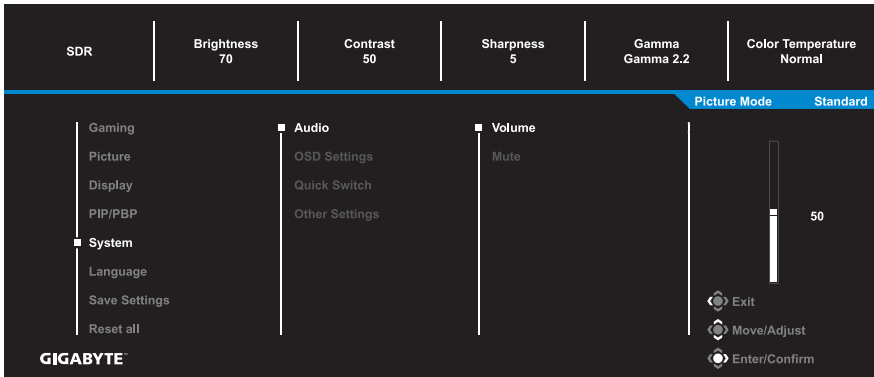 SDR
Brightness
70
Contrast
50
Sharpness
5
Gamma
Gamma 2.2
Color Temperature
Normal
Picture Mode Standard
Gaming
Picture
Display
PIP/PBP
System
Language
Save Settings
Reset all
Audio
OSD Settings
Quick Switch
Other Settings
Volume
Mute
50
Exit
Move/Adjust
Enter/Confirm
GIGABYTE™